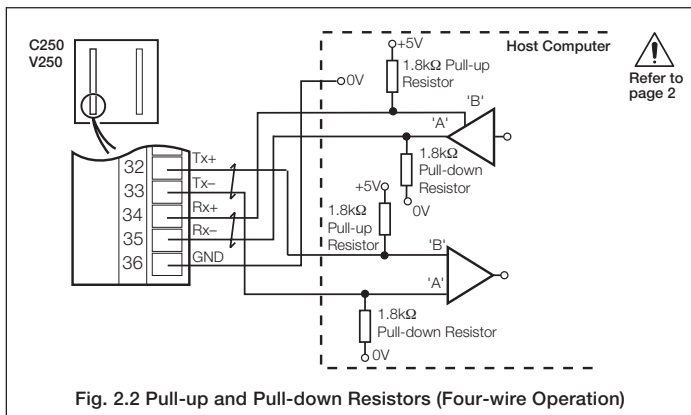 C250
V250
+5V
Host Computer
1.8kΩ Pull-up
Resistor
0V
Refer to
page 2
'B'
'A'
32
Tx+
33
Tx–
34
Rx+
35
Rx–
36
GND
1.8kΩ
Pull-down
Resistor
0V
+5V
1.8kΩ
Pull-up
Resistor
'B'
'A'
1.8kΩ
Pull-down Resistor
0V
Fig. 2.2 Pull-up and Pull-down Resistors (Four-wire Operation)